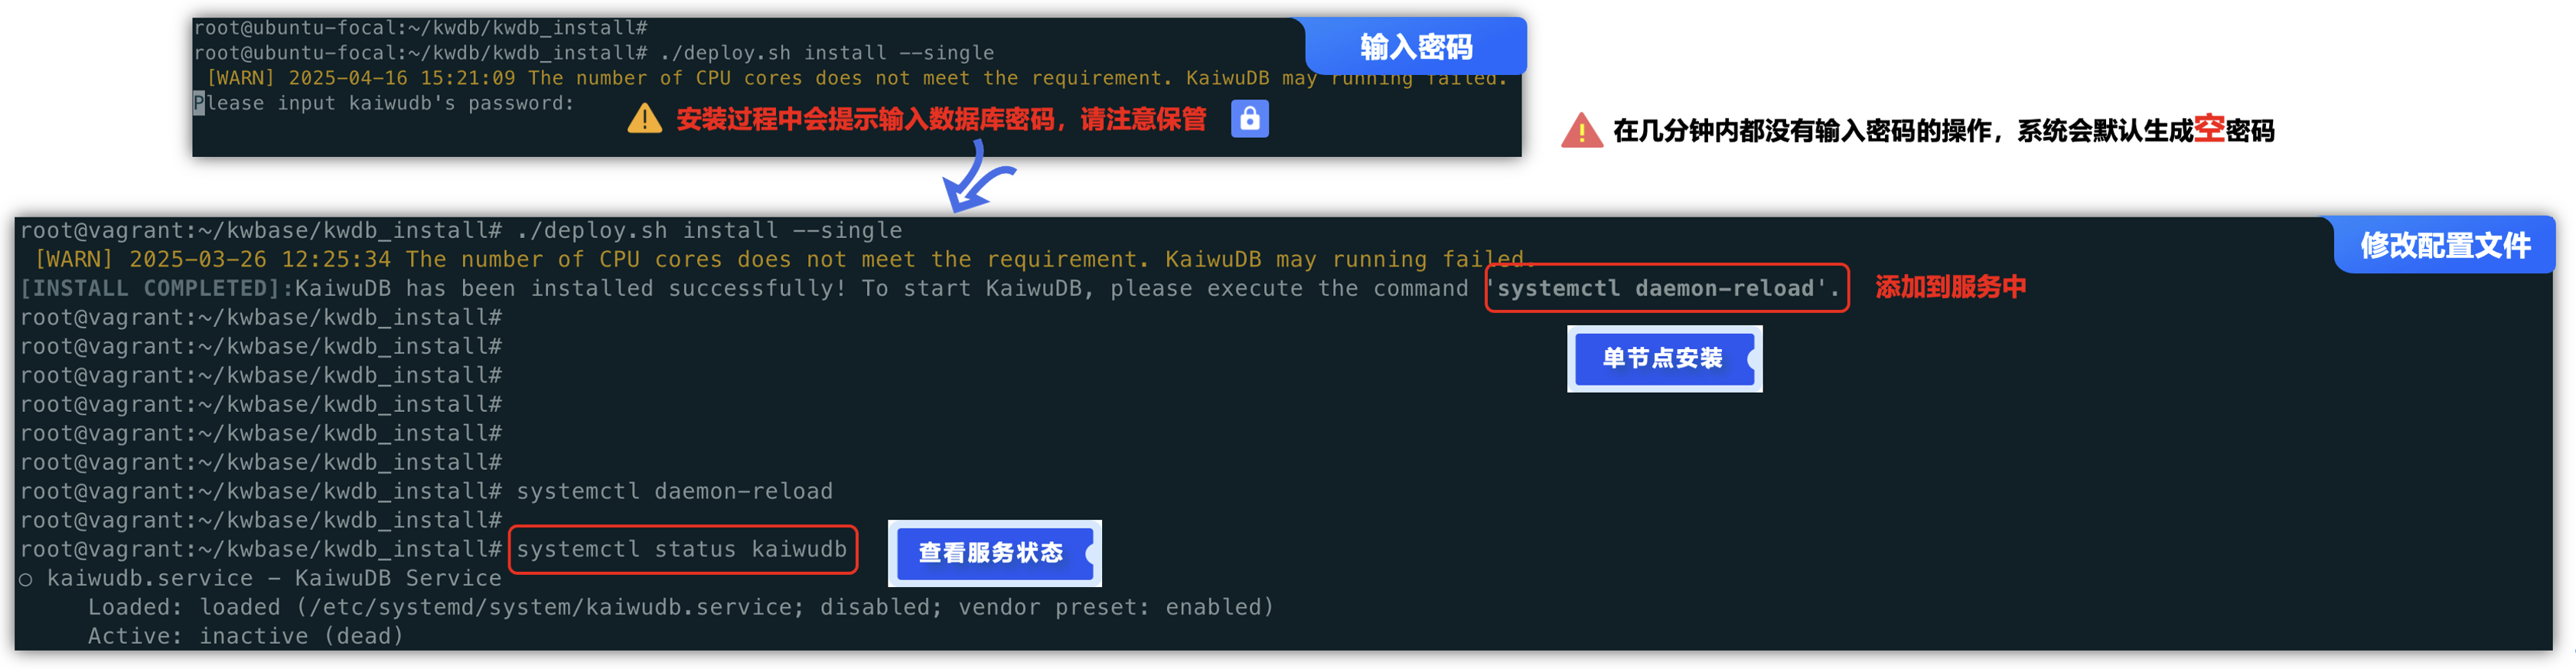 root@ubuntu-focal:~/kwdb/kwdb_install#
root@ubuntu-focal:~/kwdb/kwdb_install# ./deploy.sh install --single
输入密码
[WARN] 2025-04-16 15:21:09 The number of CPU cores does not meet the requirement. KaiwuDB may running failed.
Please input kaiwudb's password:
安装过程中会提示输入数据库密码，请注意保管
在几分钟内都没有输入密码的操作，系统会默认生成空密码
root@vagrant:~/kwbase/kwdb_install# ./deploy.sh install --single
修改配置文件
[WARN] 2025-03-26 12:25:34 The number of CPU cores does not meet the requirement. KaiwuDB may running failed.
[INSTALL COMPLETED]:KaiwuDB has been installed successfully! To start KaiwuDB, please execute the command 'systemctl daemon-reload'.
添加到服务中
root@vagrant:~/kwbase/kwdb_install#
root@vagrant:~/kwbase/kwdb_install#
单节点安装
root@vagrant:~/kwbase/kwdb_install#
root@vagrant:~/kwbase/kwdb_install#
root@vagrant:~/kwbase/kwdb_install#
root@vagrant:~/kwbase/kwdb_install#
root@vagrant:~/kwbase/kwdb_install# systemctl daemon-reload
root@vagrant:~/kwbase/kwdb_install#
root@vagrant:~/kwbase/kwdb_install# systemctl status kaiwudb
查看服务状态
○ kaiwudb.service - KaiwuDB Service
Loaded: loaded (/etc/systemd/system/kaiwudb.service; disabled; vendor preset: enabled)
Active: inactive (dead)